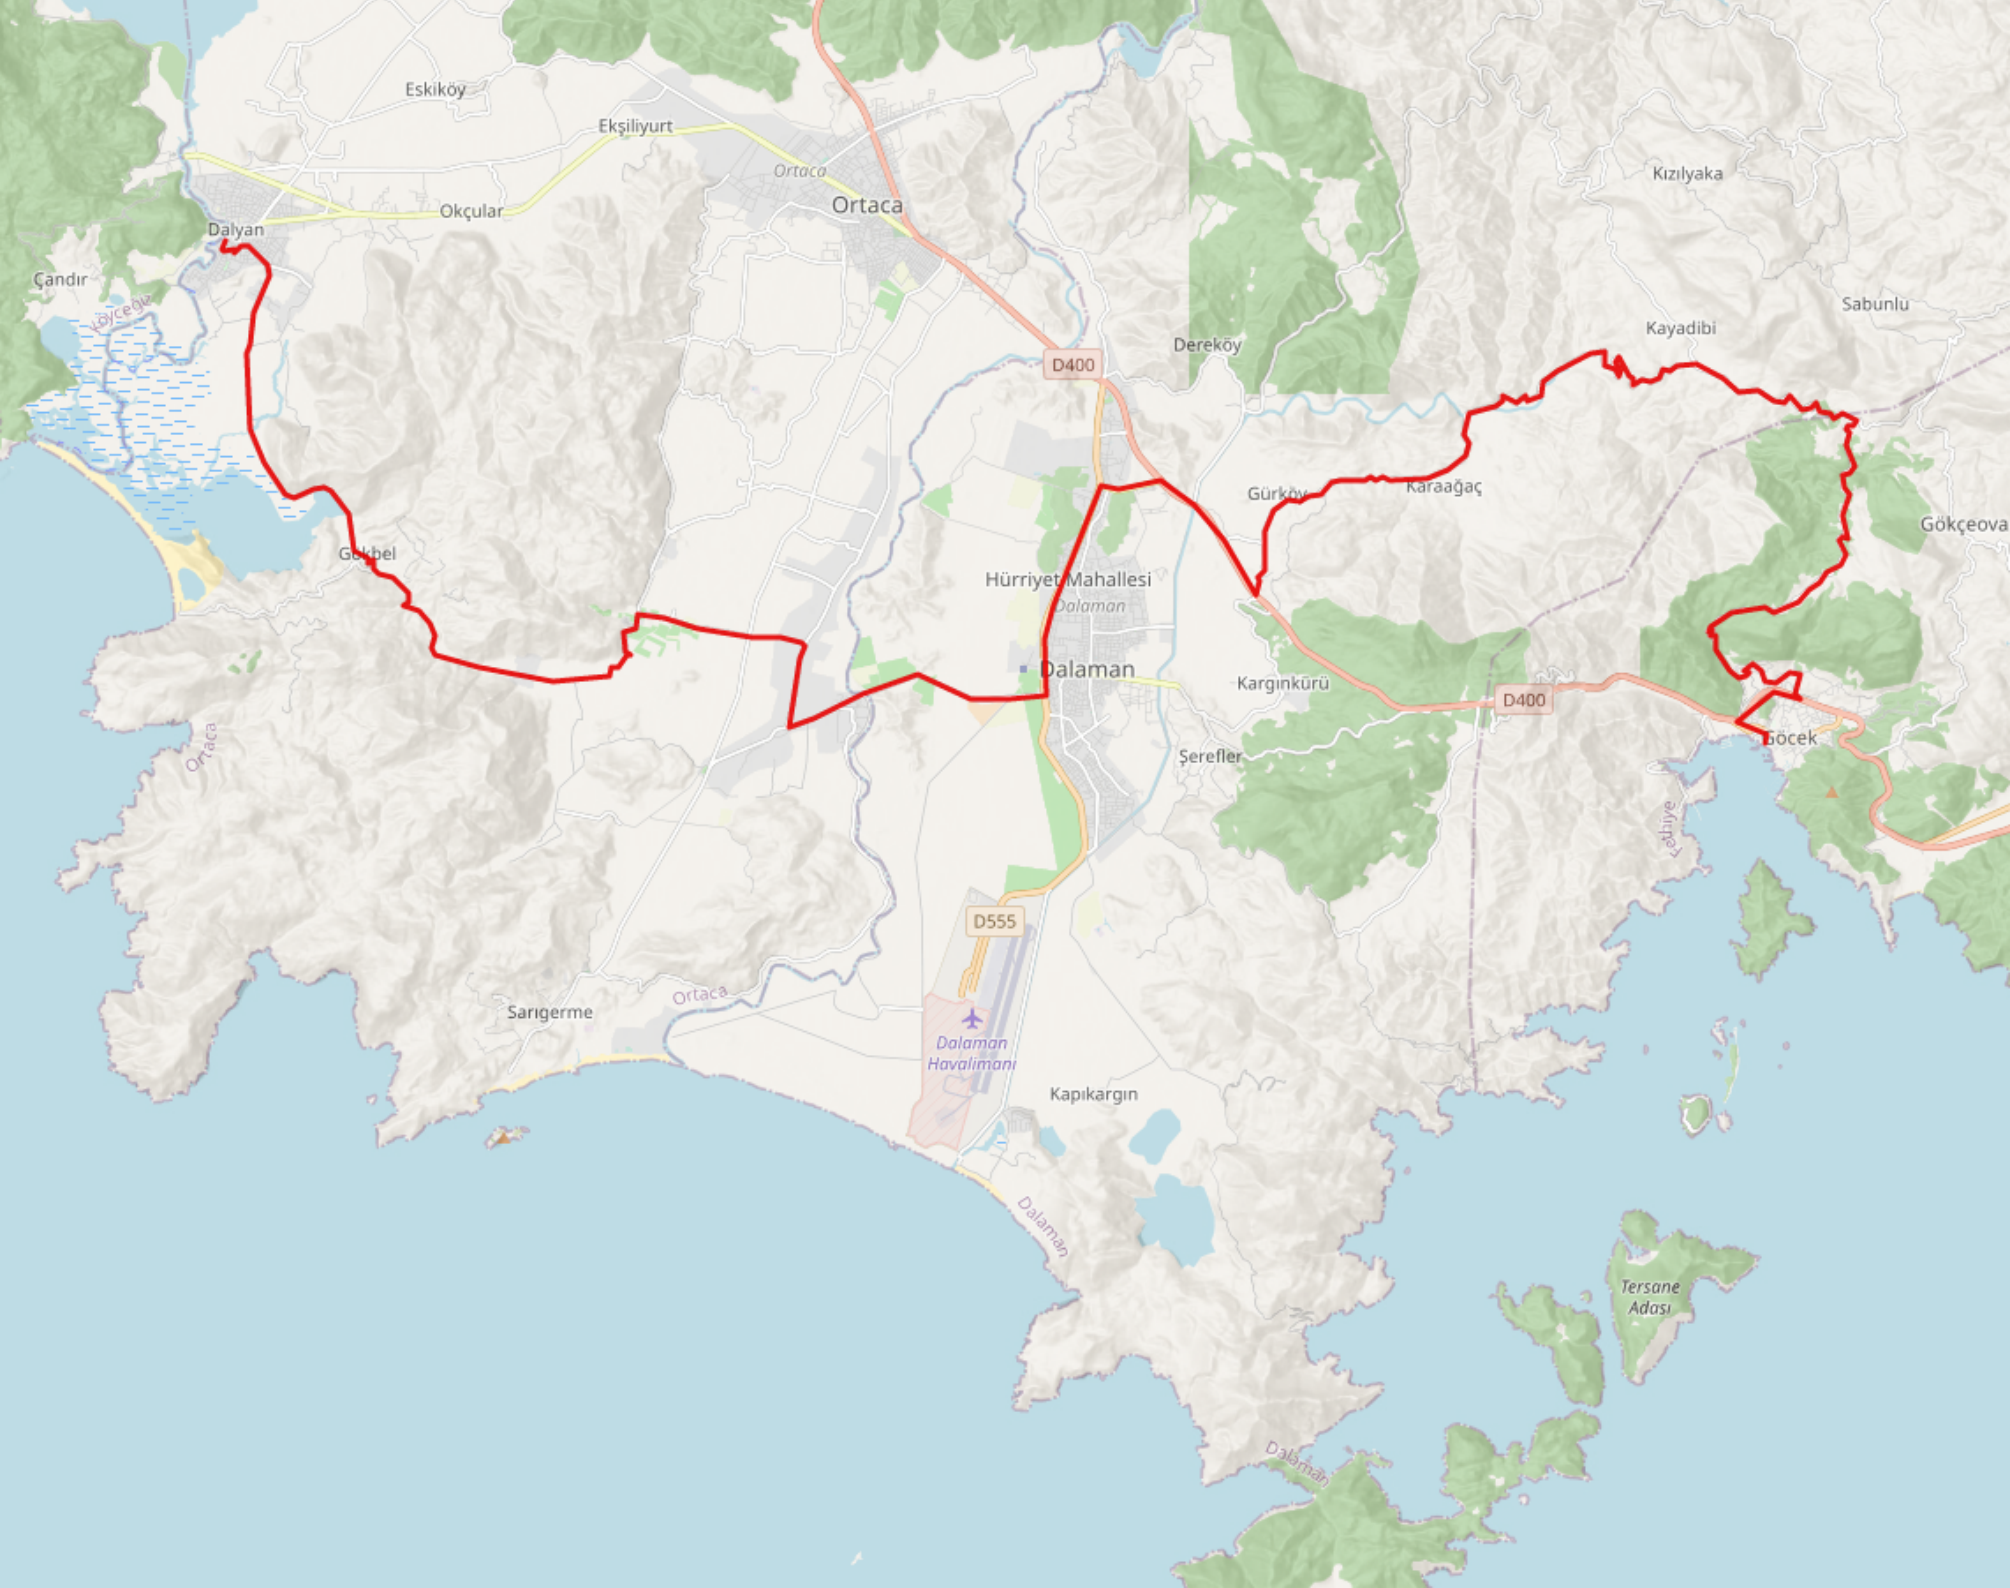 Eskiköy
Ekşiliyurt
Ortaca
Kızılyaka
Ortaca
Okçular
Dalyan
Çandır
Köyceğiz
Sabunlu
Kayadibi
Dereköy
D400
Gürköy
Karaağaç
Gökçeova
Gökbel
Hürriyet Mahallesi
Dalaman
Dalaman
Kargınkürü
D400
Göcek
Ortaca
Şerefler
Fethiye
D555
Ortaca
Sarıgerme
Dalaman
Havalimanı
Kapıkargın
Dalaman
Tersane
Adası
Dalaman